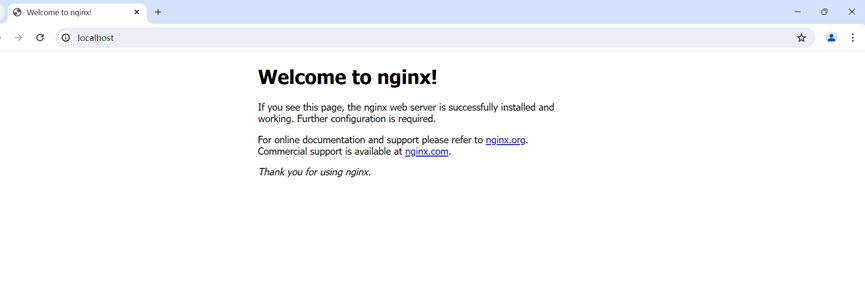 Welcome to nginx!
localhost
Welcome to nginx!
If you see this page, the nginx web server is successfully installed and
working. Further configuration is required.
For online documentation and support please refer to nginx.org.
Commercial support is available at nginx.com.
Thank you for using nginx.